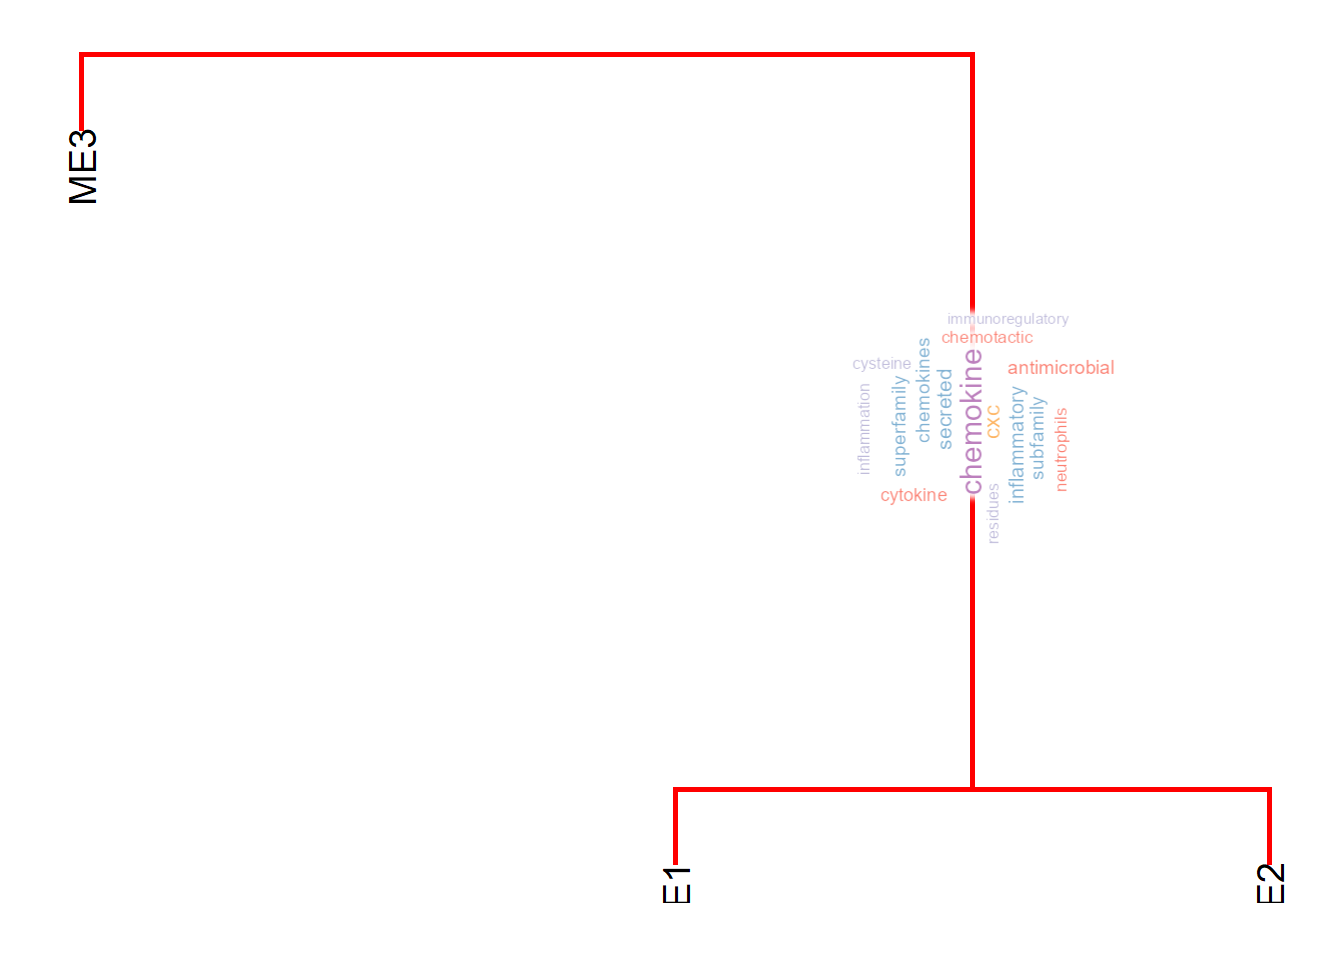 ME3
immunoregulatory
chemotactic
cysteine
antimicrobial
inflammation
superfamily
chemokines
secreted
chemokine
cxc
inflammatory
subfamily
neutrophils
cytokine
residues
E1
E2